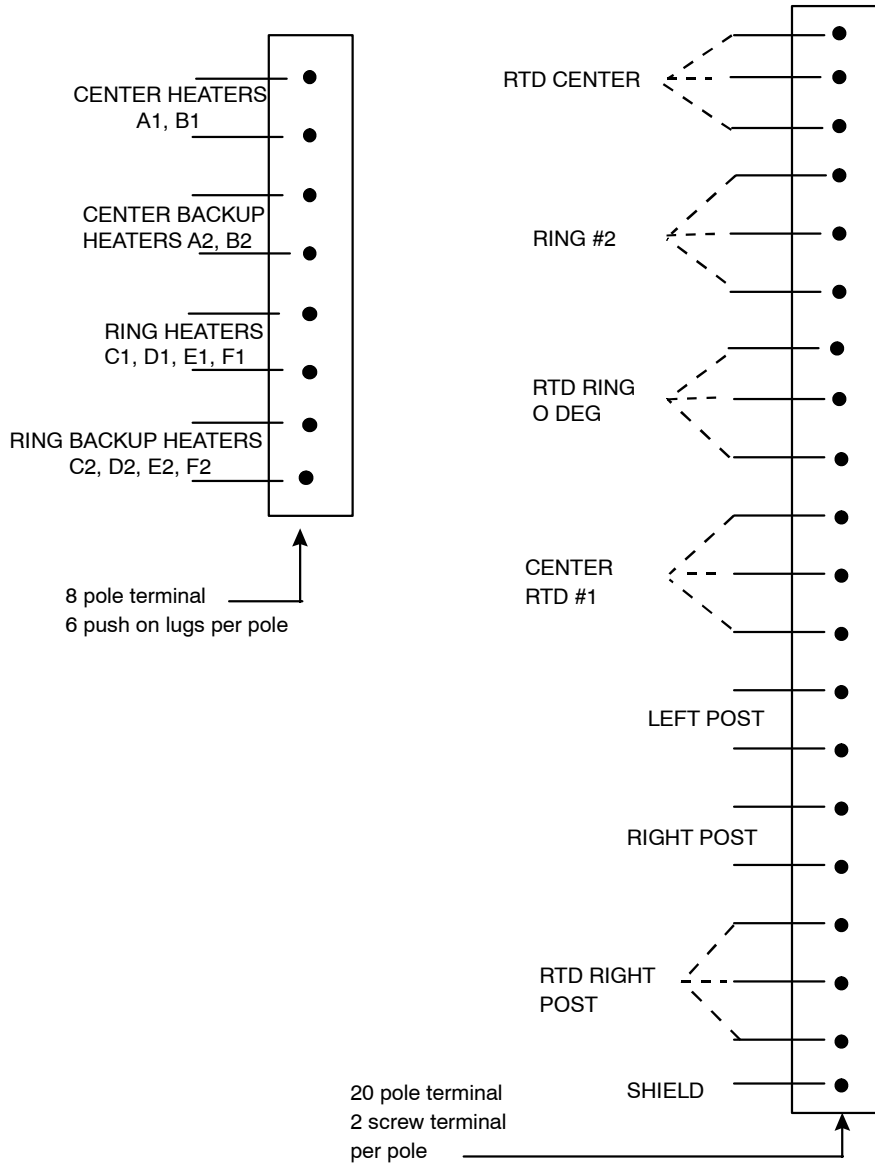 CENTER HEATERS
A1, B1
CENTER BACKUP
HEATERS A2, B2
RING HEATERS
C1, D1, E1, F1
RING BACKUP HEATERS
C2, D2, E2, F2
8 pole terminal
6 push on lugs per pole
RTD CENTER
RING #2
RTD RING
O DEG
CENTER
RTD #1
LEFT POST
RIGHT POST
RTD RIGHT
POST
SHIELD
20 pole terminal
2 screw terminal
per pole